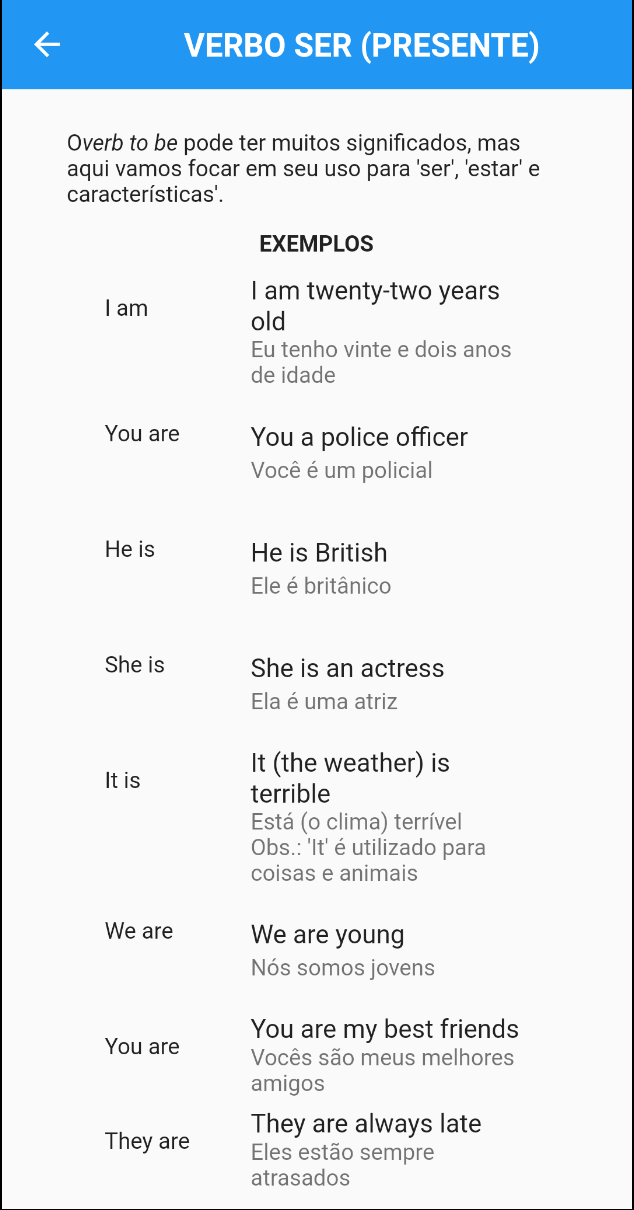 VERBO SER (PRESENTE)
Overb to be pode ter muitos significados, mas
aqui vamos focar em seu uso para 'ser', 'estar' e
características'.
EXEMPLOS
I am
I am twenty-two years
old
Eu tenho vinte e dois anos
de idade
You are
You a police officer
Você é um policial
He is
He is British
Ele é britânico
She is
She is an actress
Ela é uma atriz
It is
It (the weather) is
terrible
Está (o clima) terrível
Obs.: 'It' é utilizado para
coisas e animais
We are
We are young
Nós somos jovens
You are
You are my best friends
Vocês são meus melhores
amigos
They are
They are always late
Eles estão sempre
atrasados